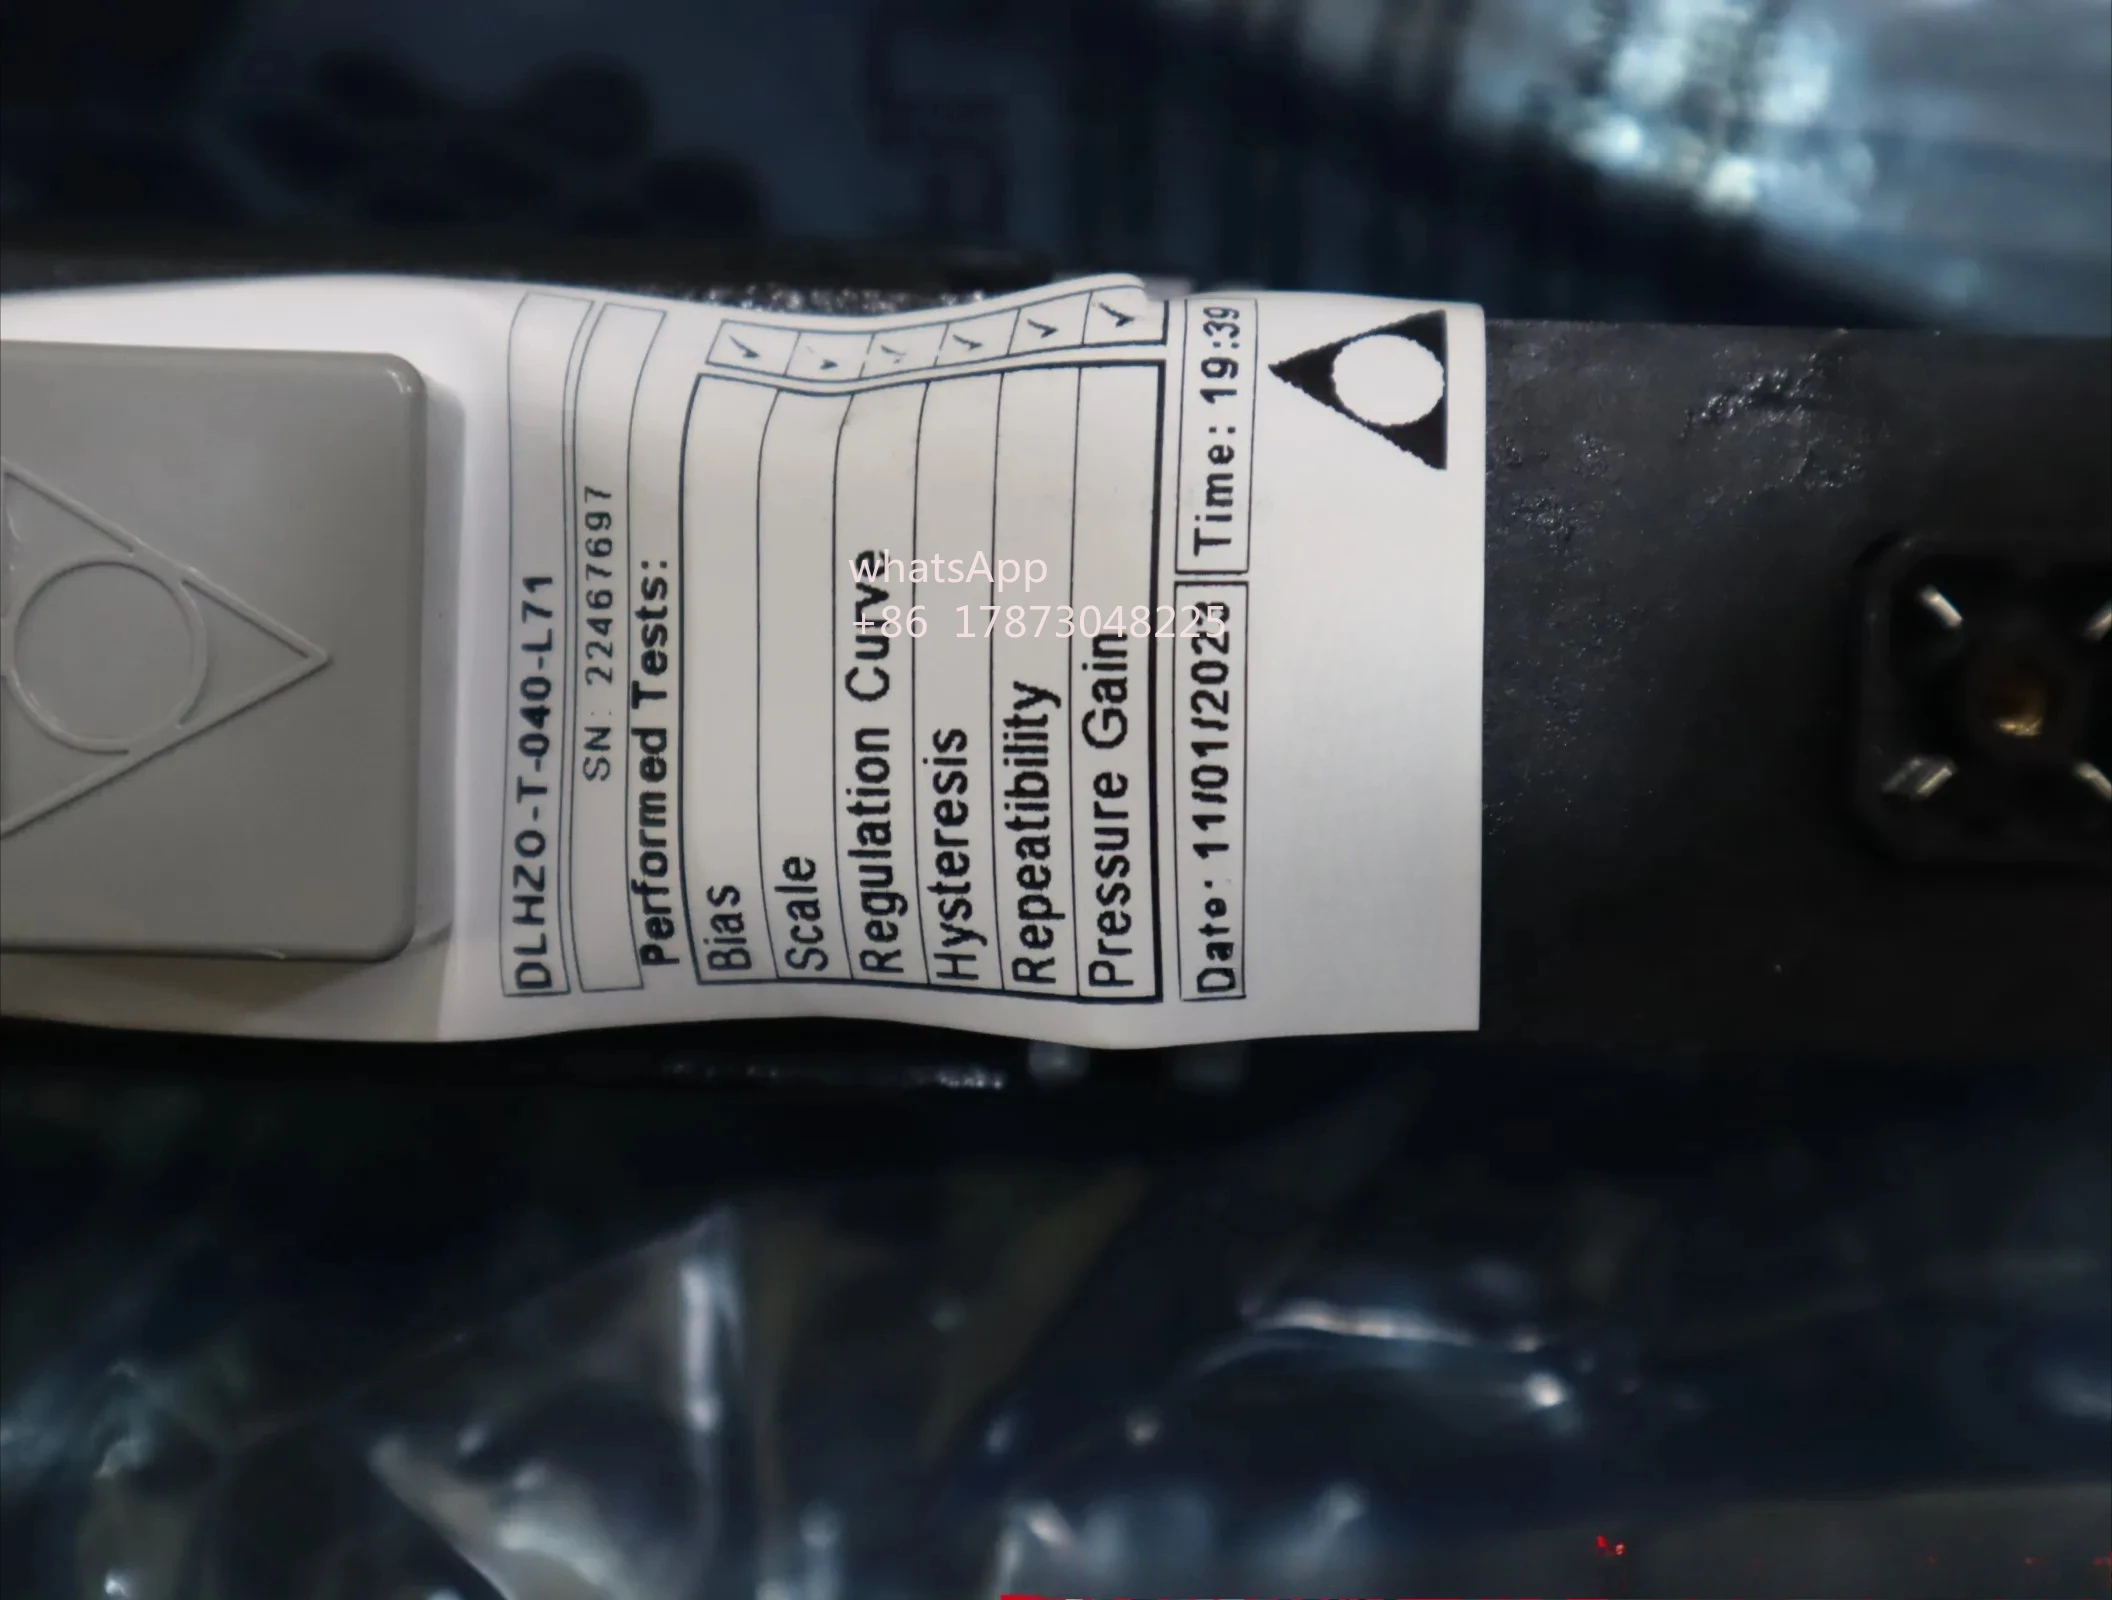 DLHZO-T-040-L71
SN: 22467697
Performed Tests:
Bias
Scale
Regulation Curve
Hysteresis
Repeatibility
Pressure Gain
Date: 11/01/2023 Time: 19:39
whatsApp
+86 17873048225